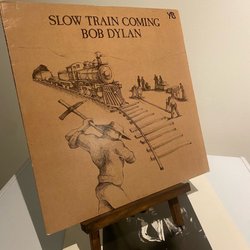 SLOW TRAIN COMING
BOB DYLAN